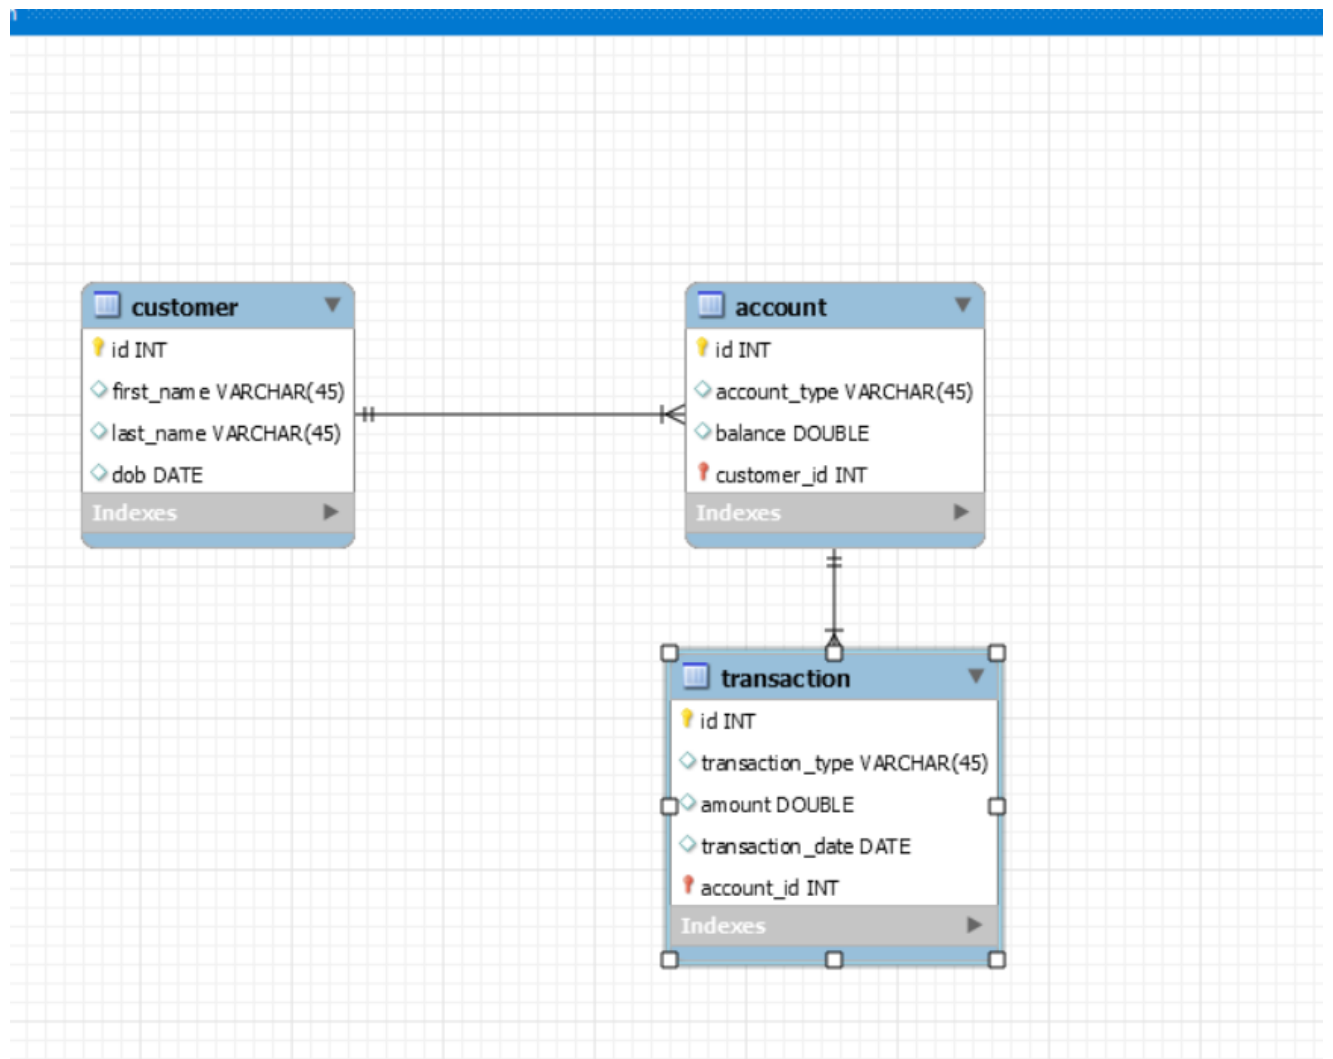 customer
id INT
first_name VARCHAR(45)
last_name VARCHAR(45)
dob DATE
Indexes
account
id INT
account_type VARCHAR(45)
balance DOUBLE
customer_id INT
Indexes
transaction
id INT
transaction_type VARCHAR(45)
amount DOUBLE
transaction_date DATE
account_id INT
Indexes